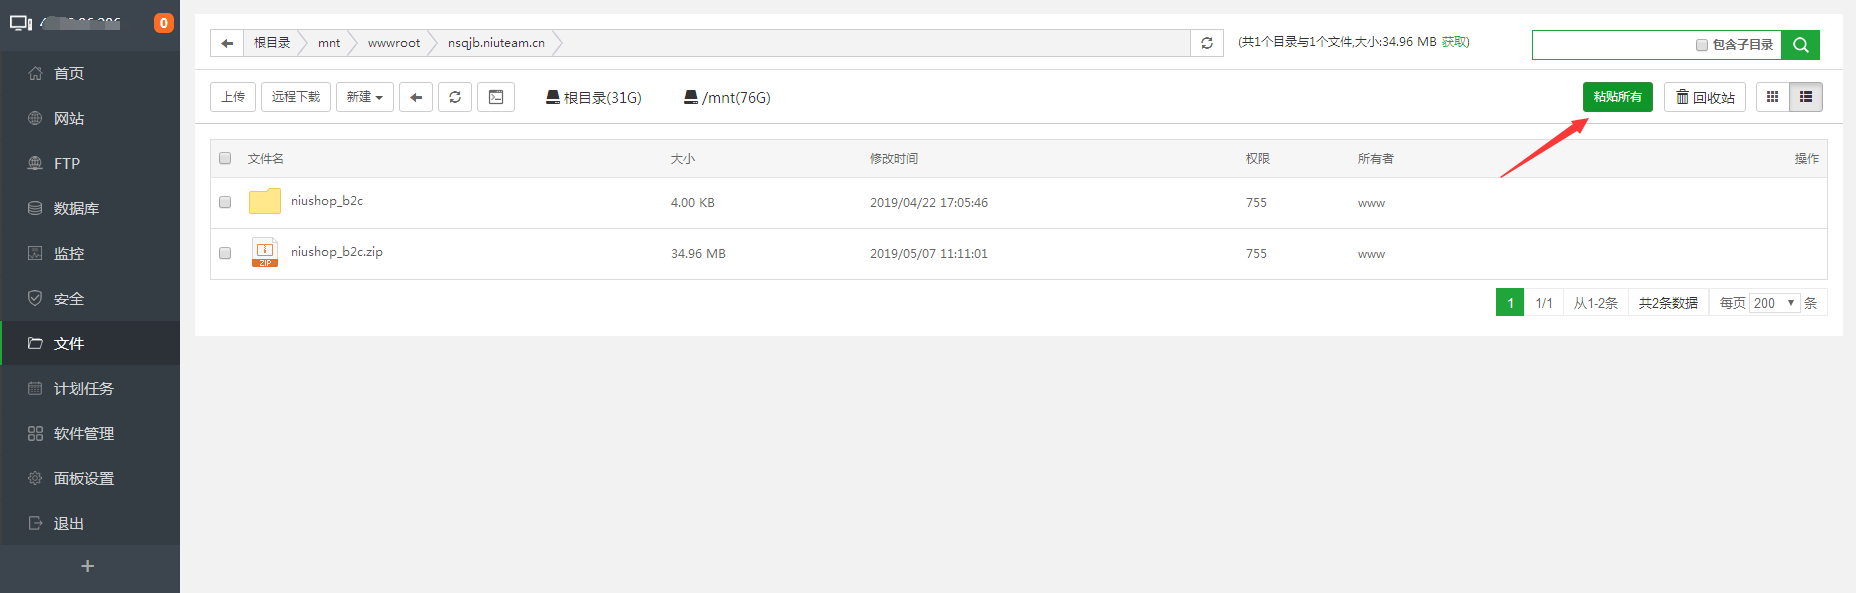 0
首页
网站
FTP
数据库
监控
安全
文件
计划任务
软件管理
面板设置
退出
+
根目录 mnt wwwroot nsqjb.niuteam.cn
(共1个目录与1个文件,大小:34.96 MB 获取)
包含子目录
上传 远程下载 新建 根目录(31G) /mnt(76G)
粘贴所有 回收站
文件名 大小 修改时间 权限 所有者 操作
niushop_b2c 4.00 KB 2019/04/22 17:05:46 755 www
niushop_b2c.zip 34.96 MB 2019/05/07 11:11:01 755 www
ZIP
1 1/1 从1-2条 共2条数据 每页 200 条